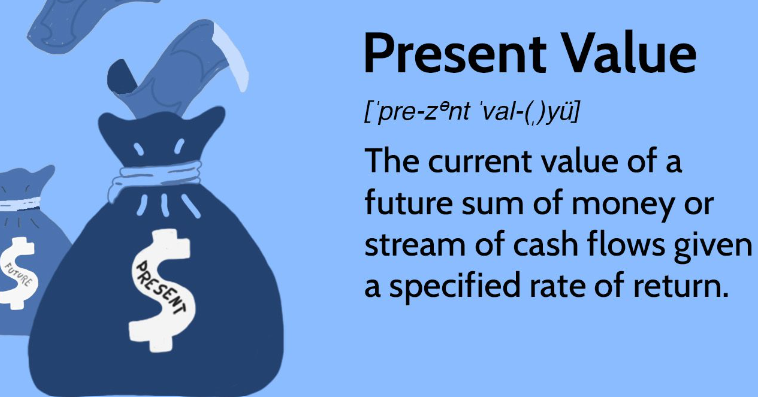 Present Value
[ˈpre-zᵊnt ˈval-(ˌ)yü]
The current value of a
future sum of money or
stream of cash flows given
a specified rate of return.
FUTURE
PRESENT